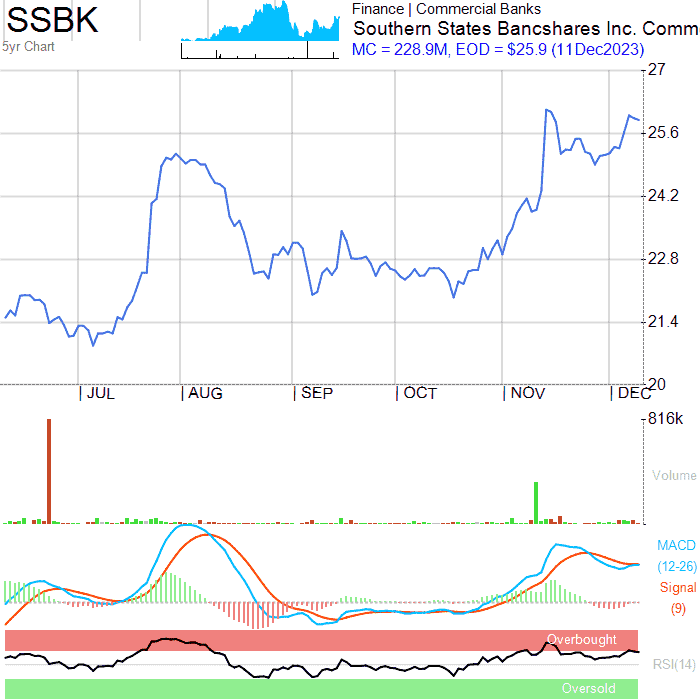 SSBK
5yr Chart
Finance | Commercial Banks
Southern States Bancshares Inc. Comm
MC = 228.9M, EOD = $25.9 (11Dec2023)
27
25.6
24.2
22.8
21.4
20
| JUL
| AUG
| SEP
| OCT
| NOV
| DEC
816k
Volume
MACD
(12-26)
Signal
(9)
Overbought
RSI(14)
Oversold